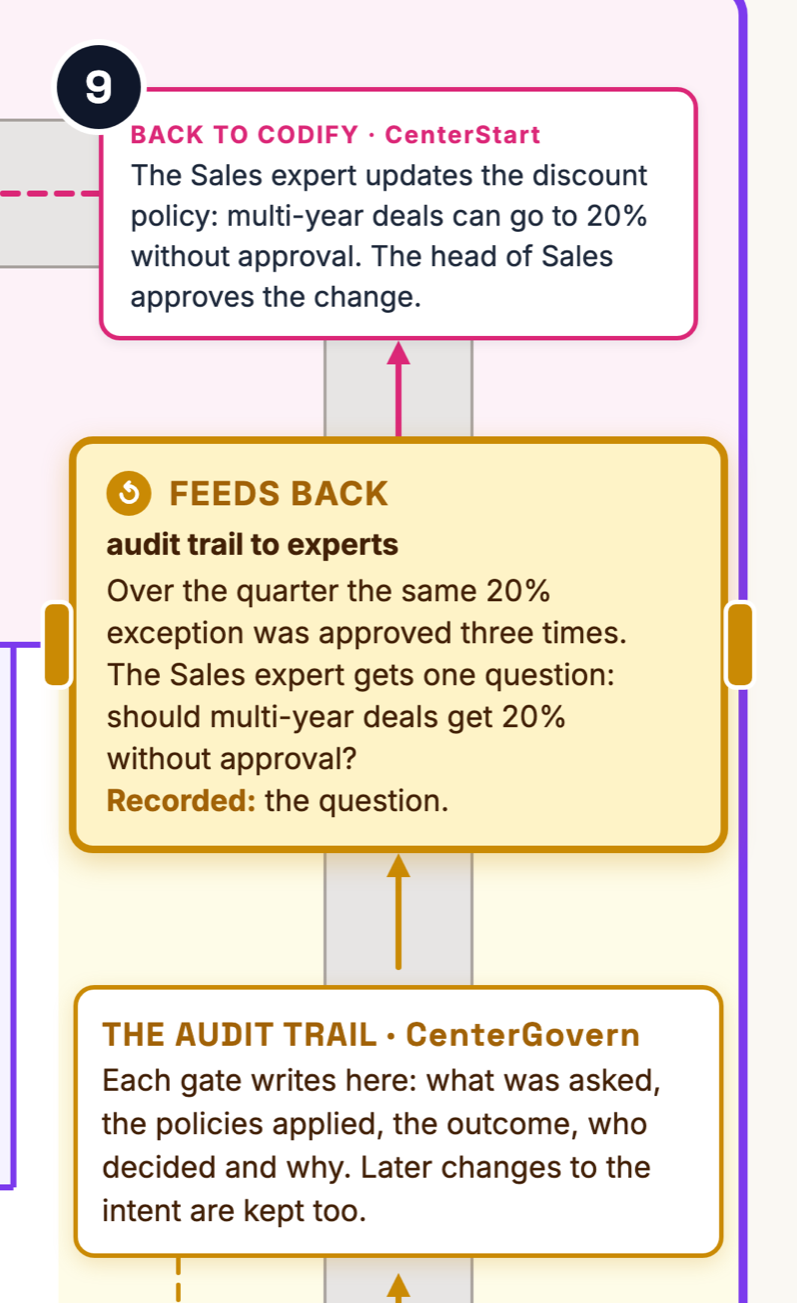 9
BACK TO CODIFY · CenterStart
The Sales expert updates the discount
policy: multi-year deals can go to 20%
without approval. The head of Sales
approves the change.
FEEDS BACK
audit trail to experts
Over the quarter the same 20%
exception was approved three times.
The Sales expert gets one question:
should multi-year deals get 20%
without approval?
Recorded: the question.
THE AUDIT TRAIL · CenterGovern
Each gate writes here: what was asked,
the policies applied, the outcome, who
decided and why. Later changes to the
intent are kept too.